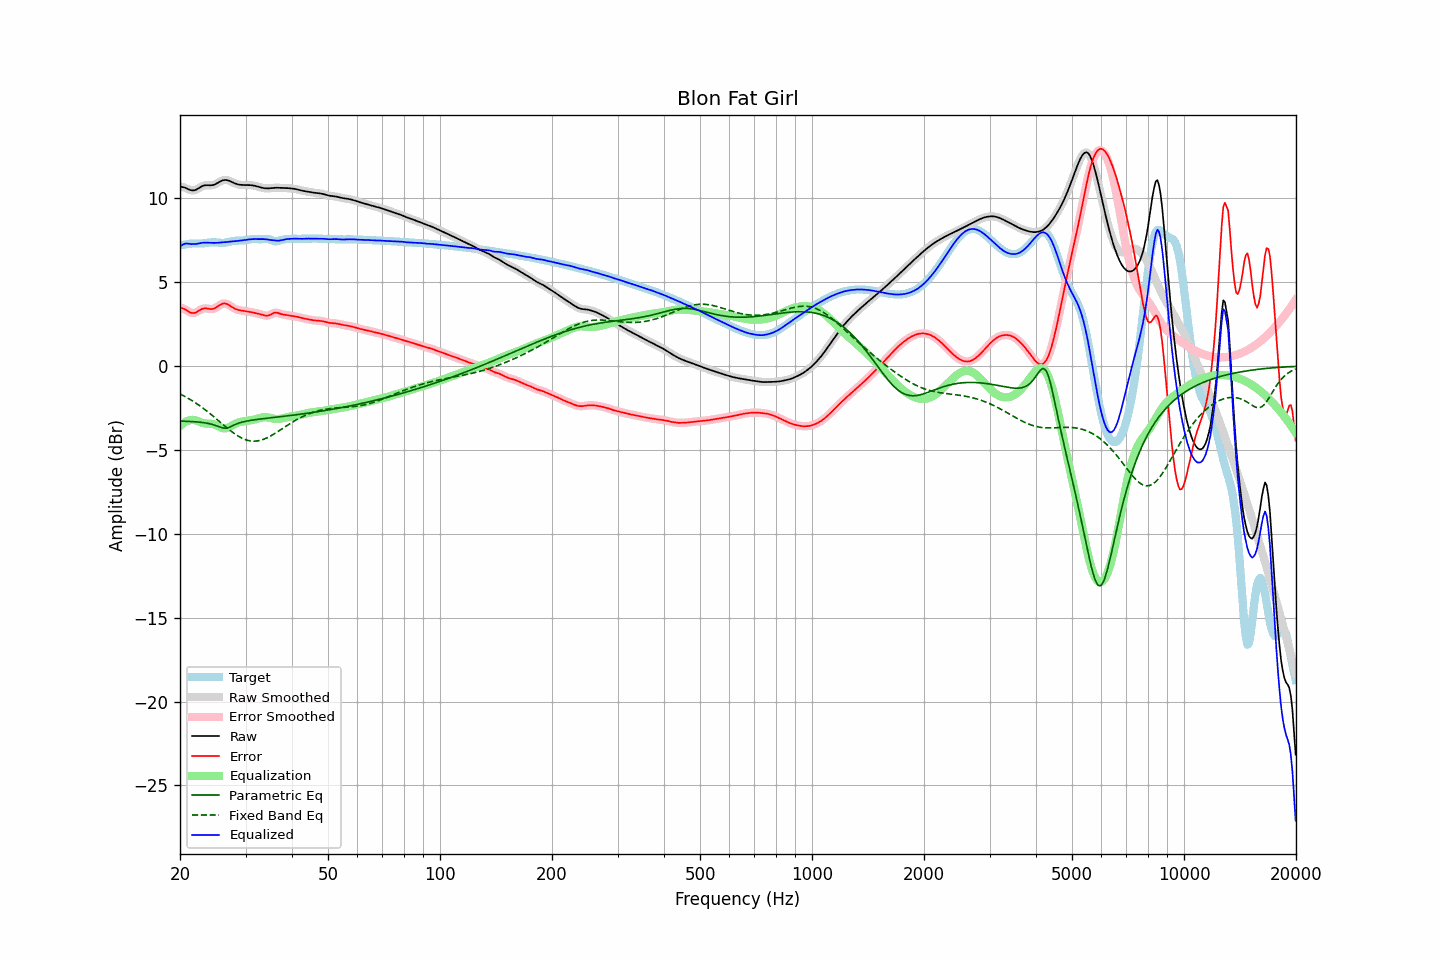 Blon Fat Girl
Amplitude (dBr)
10
5
0
−5
−10
−15
−20
−25
Target
Raw Smoothed
Error Smoothed
Raw
Error
Equalization
Parametric Eq
Fixed Band Eq
Equalized
20 50 100 200 500 1000 2000 5000 10000 20000
Frequency (Hz)